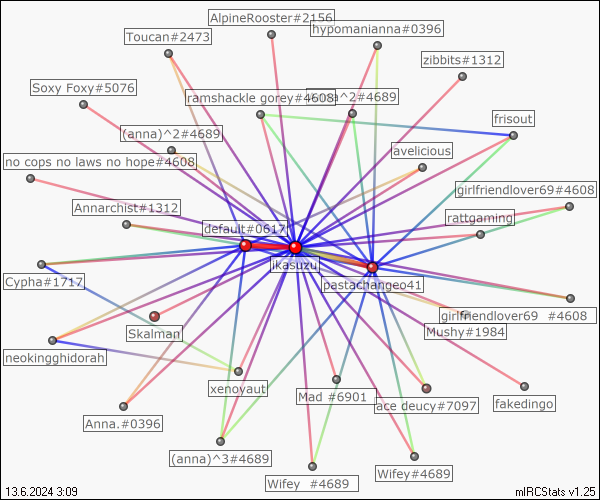 AlpineRooster#2156
hypomanianna#0396
Toucan#2473
zibbits#1312
Soxy Foxy#5076
ramshackle gorey#4608
^2#4689
frisout
(anna)^2#4689
lavelicious
no cops no laws no hope#4608
girlfriendlover69#4608
Annarchist#1312
rattgaming
default#0617
ikasuzu
Cypha#1717
pastachangeo41
girlfriendlover69 #4608
Skalman
Mushy#1984
neokingghidorah
xenoyaut
Mad #6901
ace deucy#7097
fakedingo
Anna.#0396
(anna)^3#4689
Wifey #4689
Wifey#4689
13.6.2024 3:09
mIRCStats v1.25